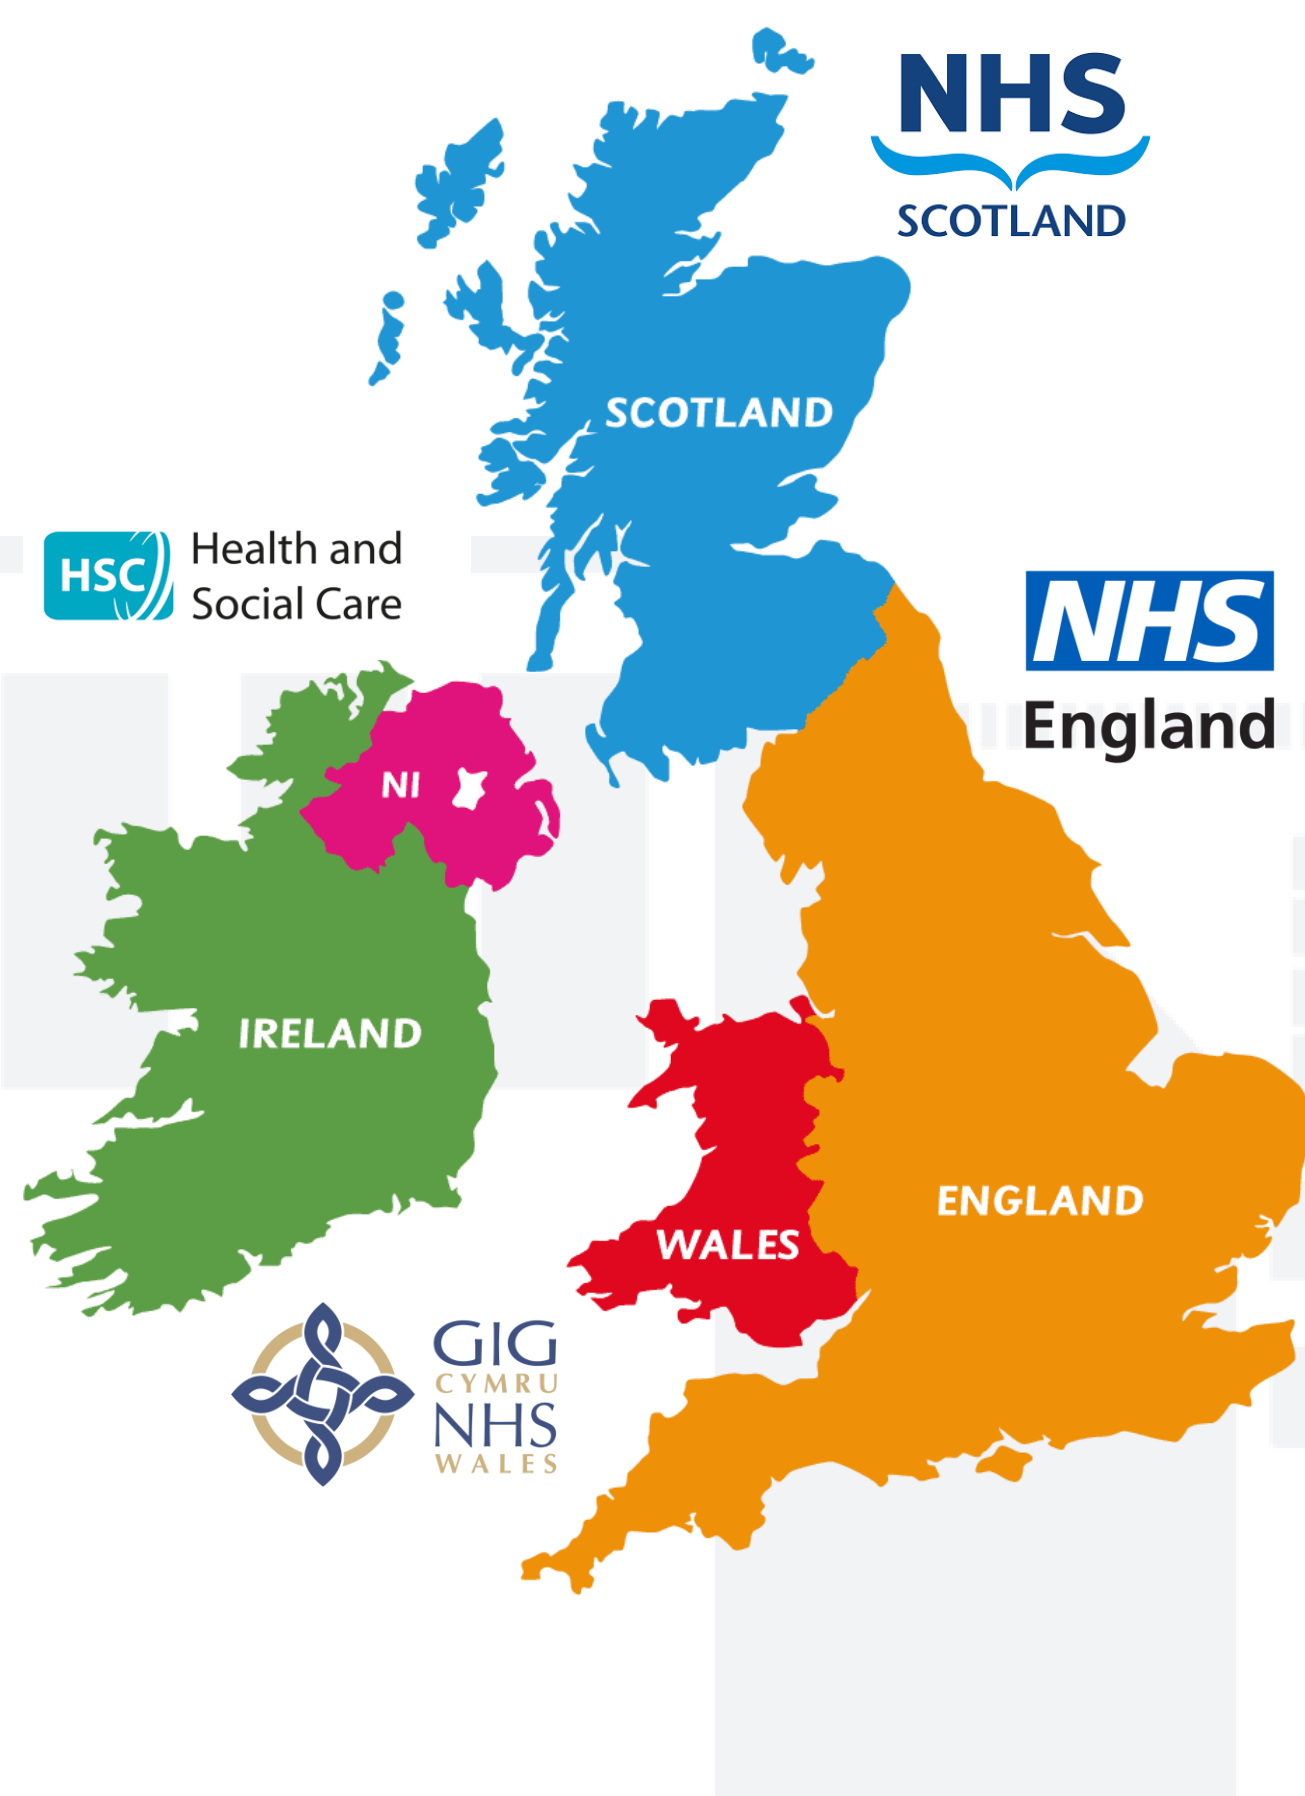 NHS
SCOTLAND
SCOTLAND
HSC
Health and
Social Care
NHS
England
NI
IRELAND
ENGLAND
WALES
GIG
CYMRU
NHS
WALES